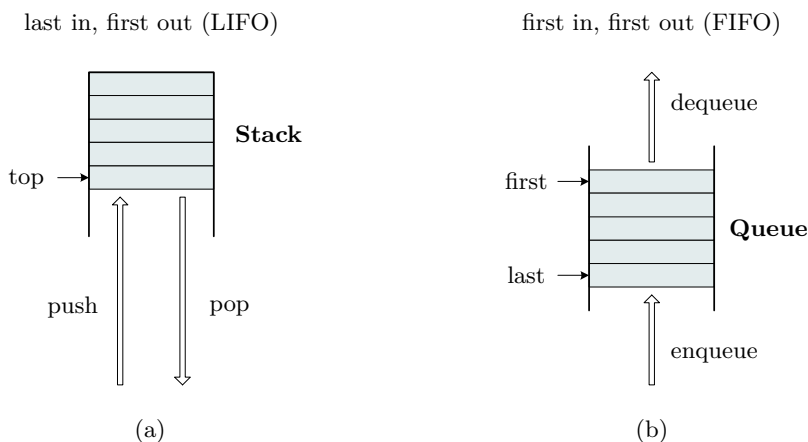 last in, first out (LIFO)
Stack
top
push
pop
(a)
first in, first out (FIFO)
dequeue
first
Queue
last
enqueue
(b)